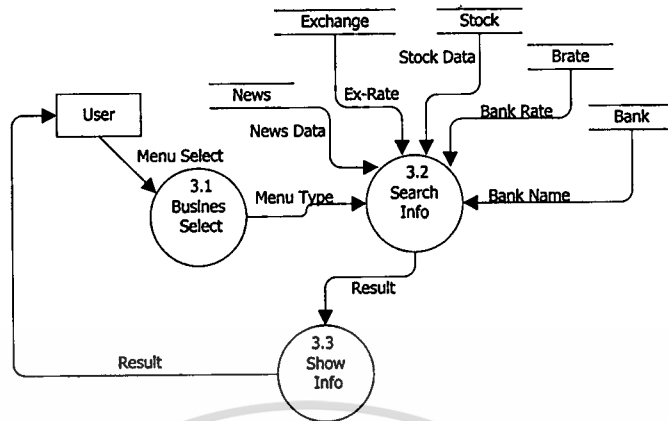 Exchange
Stock
Stock Data
Brate
News
Ex-Rate
Bank Rate
Bank
User
News Data
Menu Select
3.1
Busines
Select
Menu Type
3.2
Search
Info
Bank Name
Result
3.3
Show
Info
Result